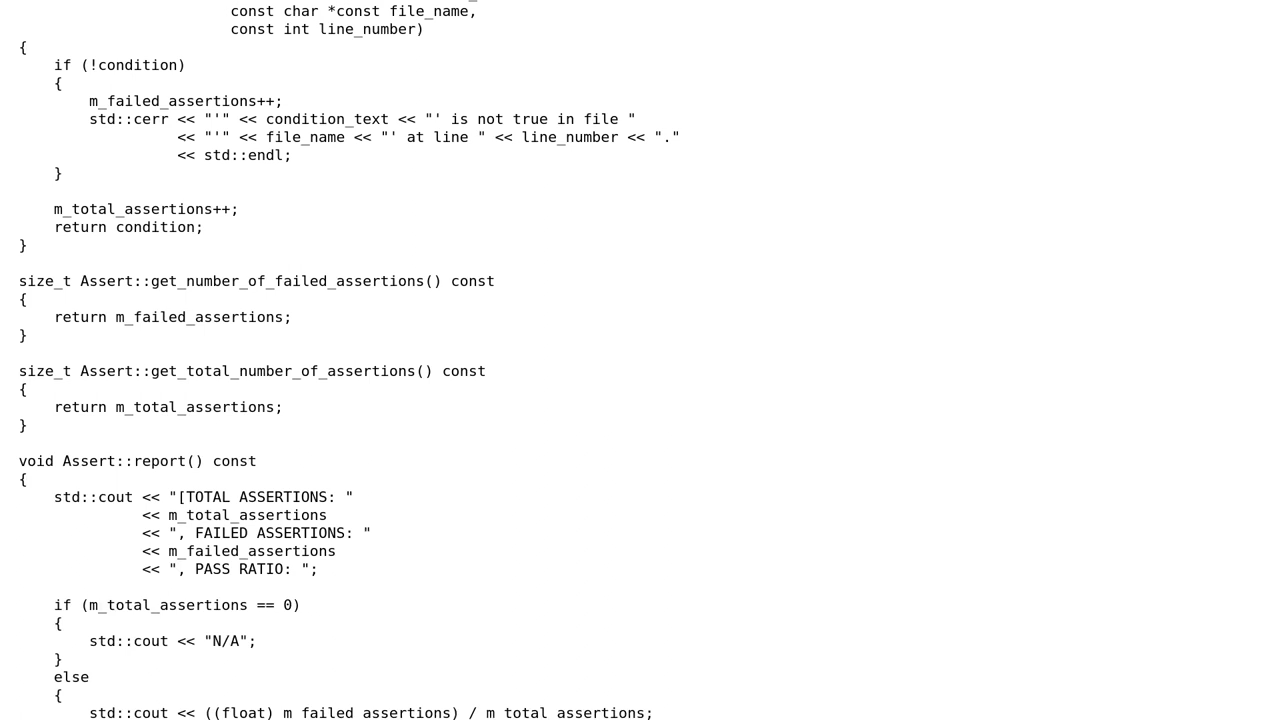 const char *const file_name,
                        const int line_number)
{
    if (!condition)
    {
        m_failed_assertions++;
        std::cerr << "'" << condition_text << "' is not true in file "
                  << "'" << file_name << "' at line " << line_number << "."
                  << std::endl;
    }

    m_total_assertions++;
    return condition;
}

size_t Assert::get_number_of_failed_assertions() const
{
    return m_failed_assertions;
}

size_t Assert::get_total_number_of_assertions() const
{
    return m_total_assertions;
}

void Assert::report() const
{
    std::cout << "[TOTAL ASSERTIONS: "
              << m_total_assertions
              << ", FAILED ASSERTIONS: "
              << m_failed_assertions
              << ", PASS RATIO: ";

    if (m_total_assertions == 0)
    {
        std::cout << "N/A";
    }
    else
    {
        std::cout << ((float) m_failed_assertions) / m_total_assertions;